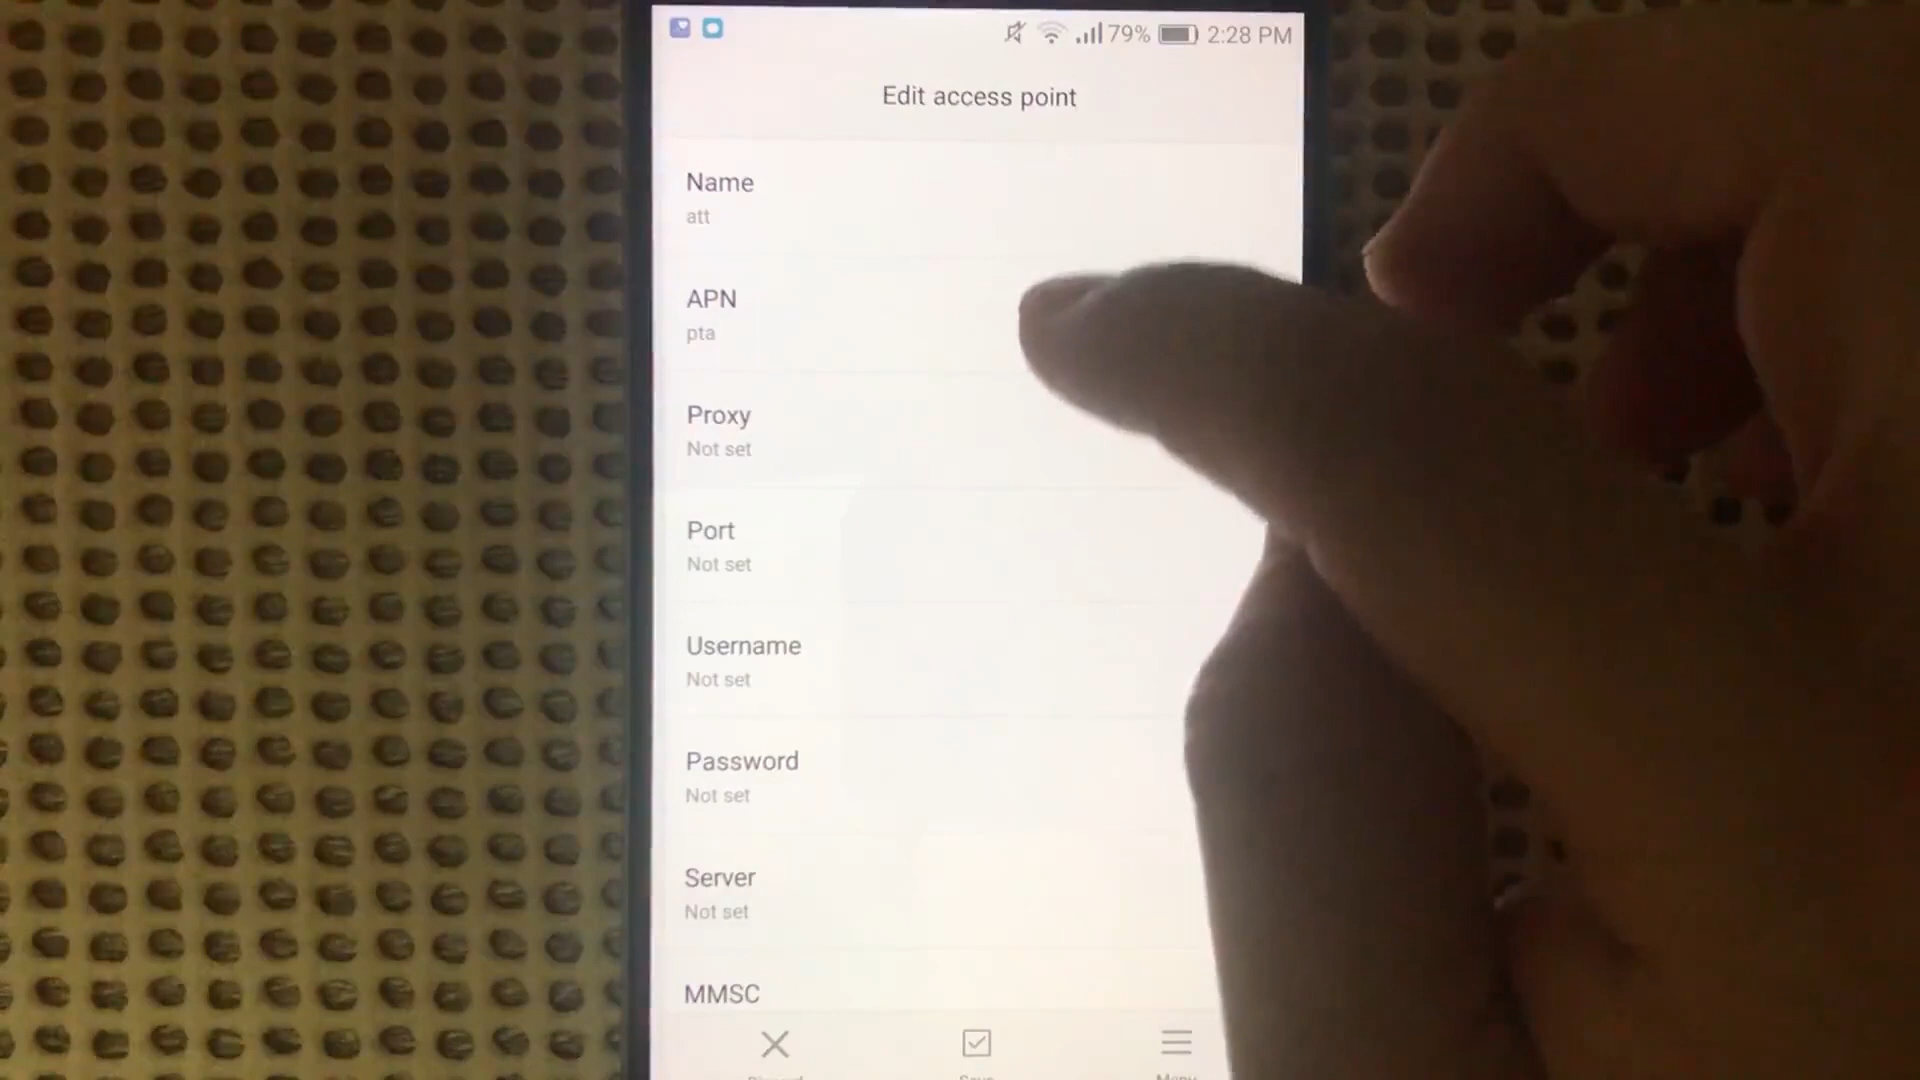 79% 2:28 PM
Edit access point
Name
att
APN
pta
Proxy
Not set
Port
Not set
Username
Not set
Password
Not set
Server
Not set
MMSC